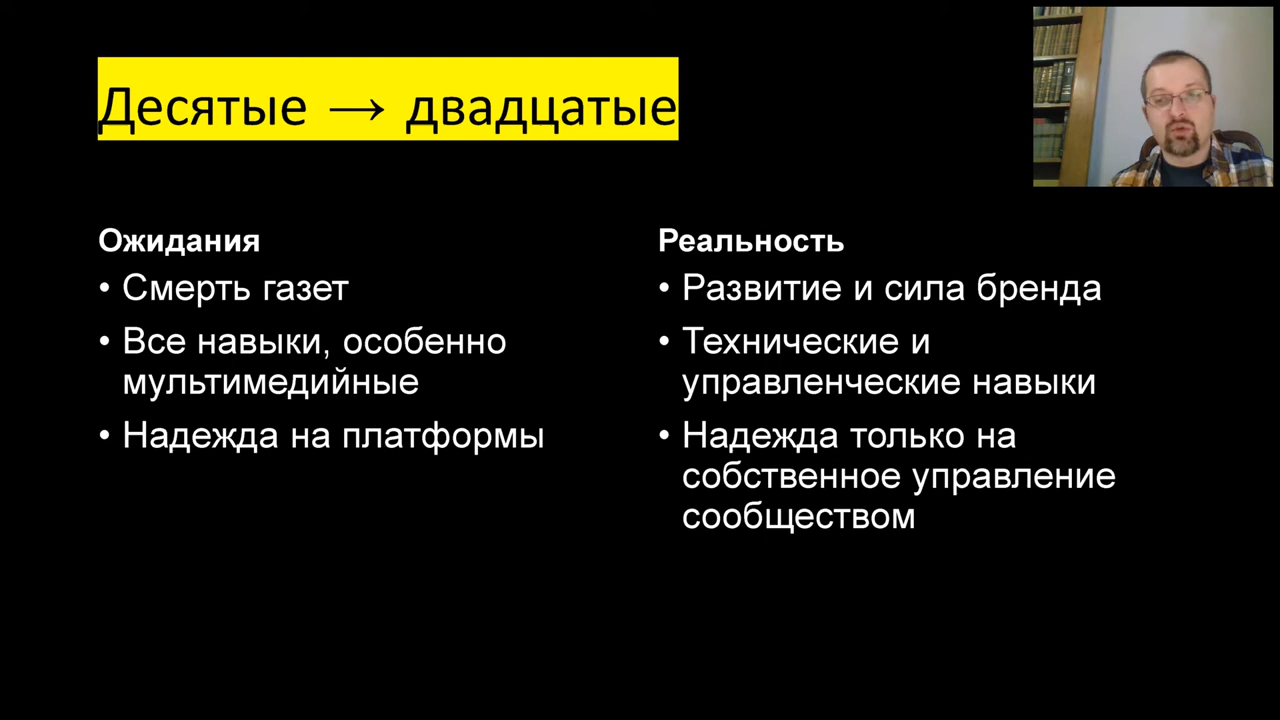 Десятые → двадцатые
Ожидания
• Смерть газет
• Все навыки, особенно
мультимедийные
• Надежда на платформы
Реальность
• Развитие и сила бренда
• Технические и
управленческие навыки
• Надежда только на
собственное управление
сообществом